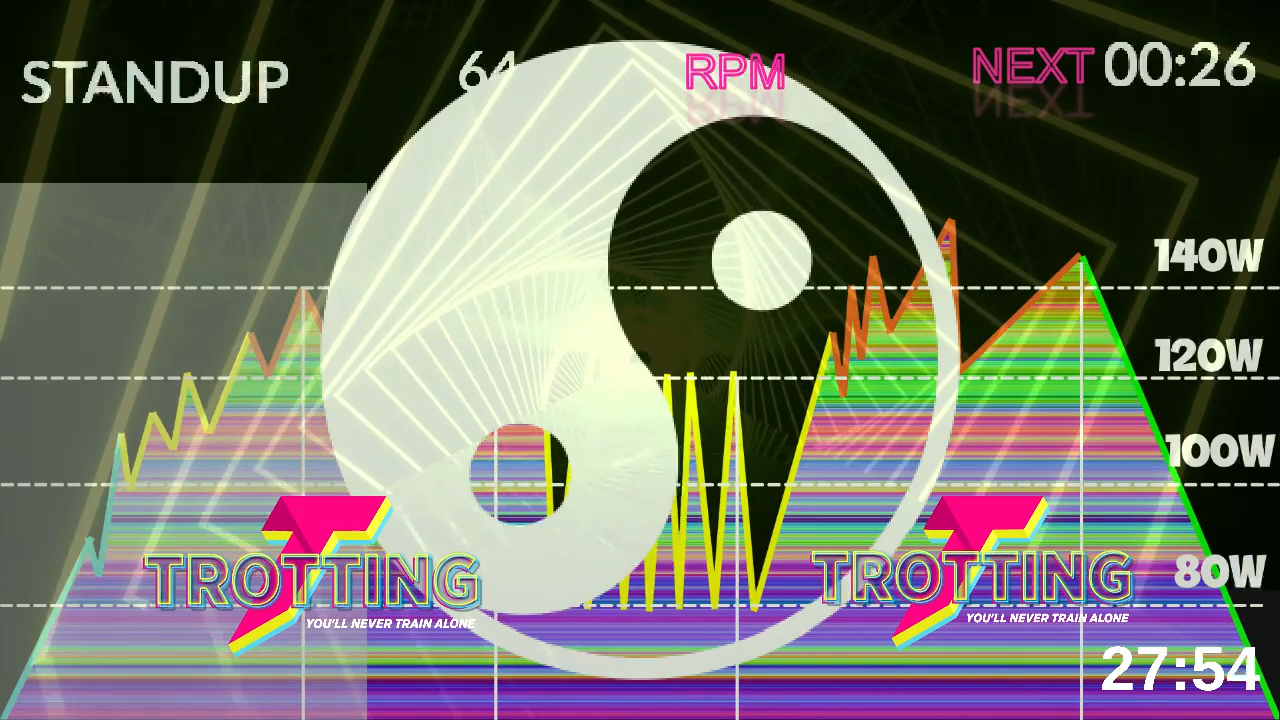 STANDUP
64
RPM
NEXT 00:26
140W
120W
100W
80W
TROTTING
YOU'LL NEVER TRAIN ALONE
TROTTING
YOU'LL NEVER TRAIN ALONE
27:54